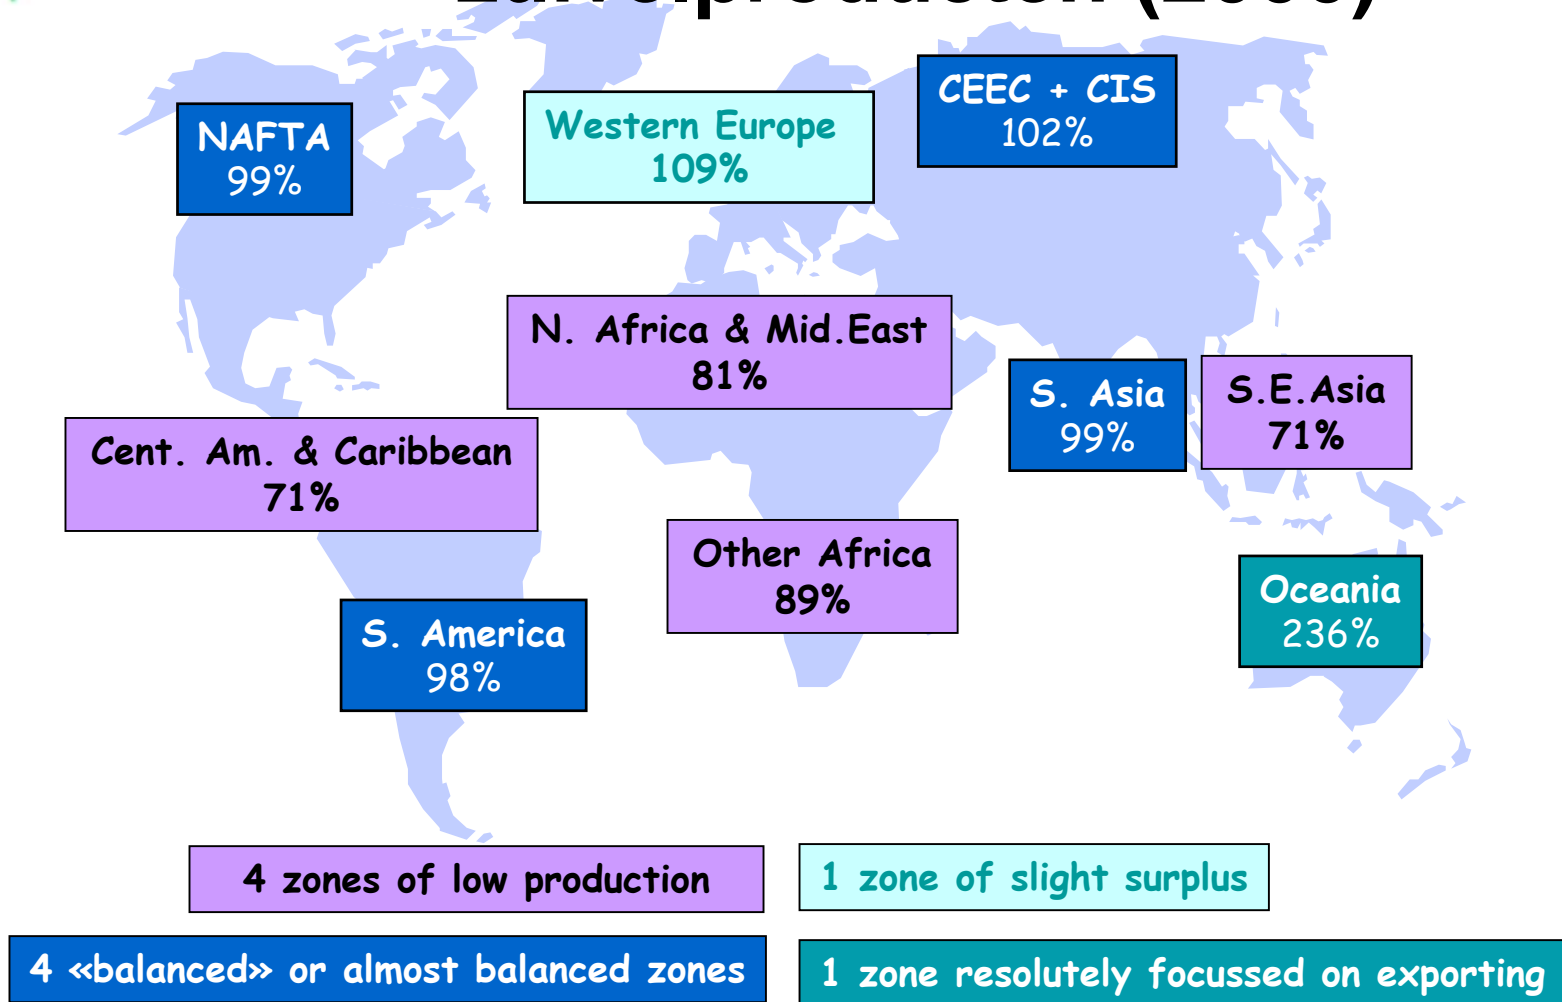 NAFTA
99%
Western Europe
109%
CEEC + CIS
102%
N. Africa & Mid.East
81%
S. Asia
99%
S.E.Asia
71%
Cent. Am. & Caribbean
71%
Other Africa
89%
Oceania
236%
S. America
98%
4 zones of low production
1 zone of slight surplus
4 «balanced» or almost balanced zones
1 zone resolutely focussed on exporting